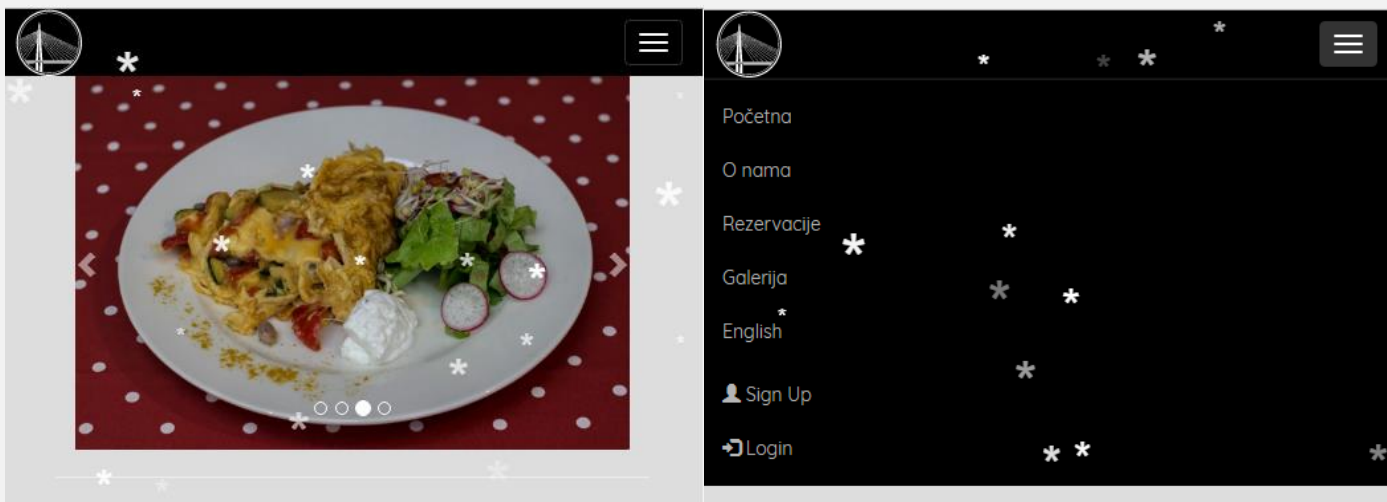 Početna
O nama
Rezervacije
Galerija
English
Sign Up
Login